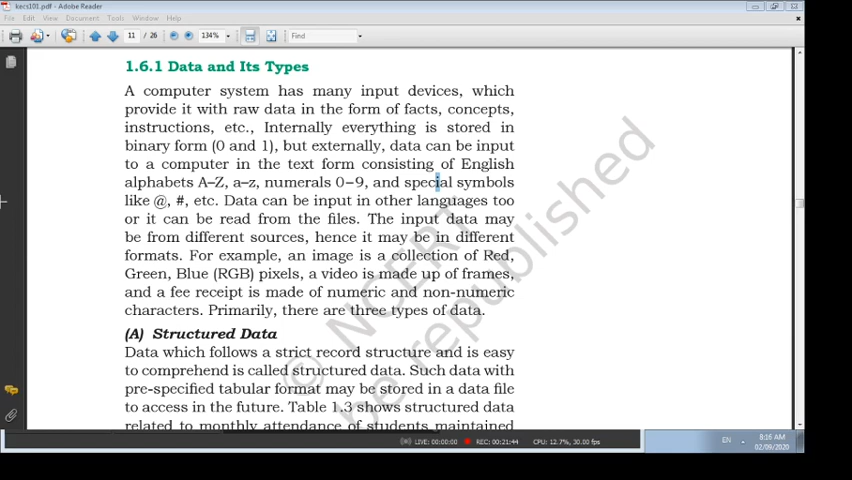 kecs101.pdf - Adobe Reader
File Edit View Document Tools Window Help
11 / 26 134% Find
1.6.1 Data and Its Types
A computer system has many input devices, which
provide it with raw data in the form of facts, concepts,
instructions, etc., Internally everything is stored in
binary form (0 and 1), but externally, data can be input
to a computer in the text form consisting of English
alphabets A–Z, a–z, numerals 0–9, and special symbols
like @, #, etc. Data can be input in other languages too
or it can be read from the files. The input data may
be from different sources, hence it may be in different
formats. For example, an image is a collection of Red,
Green, Blue (RGB) pixels, a video is made up of frames,
and a fee receipt is made of numeric and non-numeric
characters. Primarily, there are three types of data.
(A) Structured Data
Data which follows a strict record structure and is easy
to comprehend is called structured data. Such data with
pre-specified tabular format may be stored in a data file
to access in the future. Table 1.3 shows structured data
related to monthly attendance of students maintained
© NCERT
be republished
LIVE: 00:00:00 REC: 00:21:44 CPU: 12.7%, 30.00 fps
EN 8:16 AM
02/09/2020